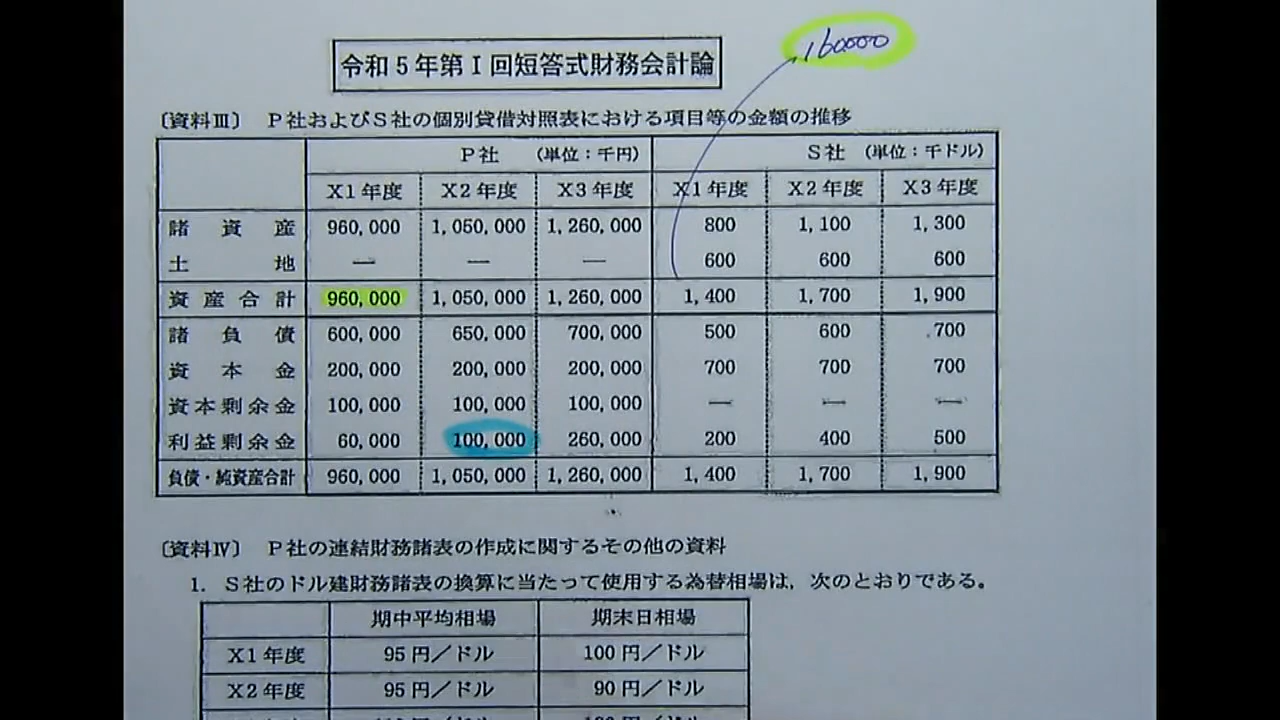 160000
令和5年第Ⅰ回短答式財務会計論
〔資料Ⅲ〕 P社およびS社の個別貸借対照表における項目等の金額の推移
P社 (単位:千円) S社 (単位:千ドル)
X1年度 X2年度 X3年度 X1年度 X2年度 X3年度
諸資産 960,000 1,050,000 1,260,000 800 1,100 1,300
土地 — — — 600 600 600
資産合計 960,000 1,050,000 1,260,000 1,400 1,700 1,900
諸負債 600,000 650,000 700,000 500 600 700
資本金 200,000 200,000 200,000 700 700 700
資本剰余金 100,000 100,000 100,000 — — —
利益剰余金 60,000 100,000 260,000 200 400 500
負債・純資産合計 960,000 1,050,000 1,260,000 1,400 1,700 1,900
〔資料Ⅳ〕 P社の連結財務諸表の作成に関するその他の資料
1. S社のドル建財務諸表の換算に当たって使用する為替相場は,次のとおりである。
期中平均相場 期末日相場
X1年度 95円/ドル 100円/ドル
X2年度 95円/ドル 90円/ドル